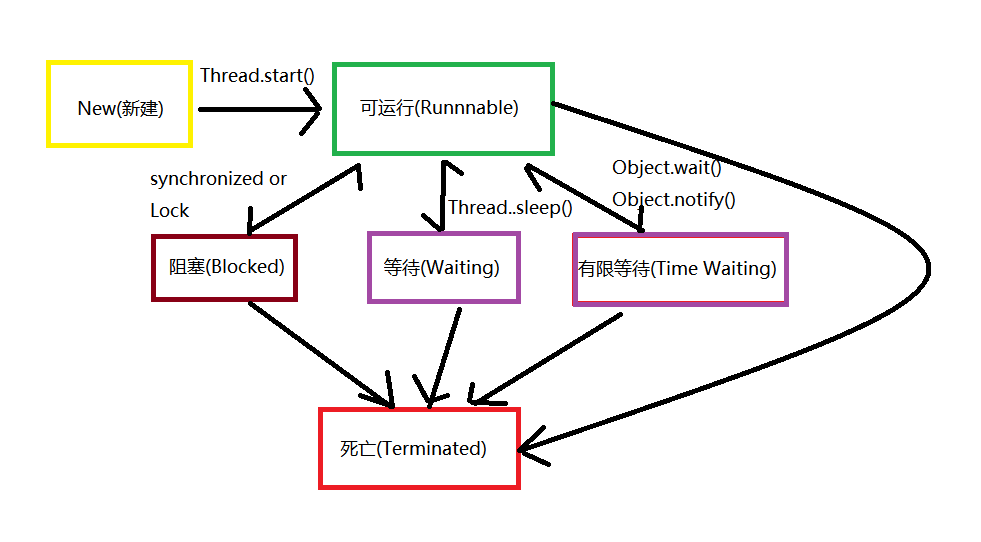 Thread.start()
New(新建)
可运行(Runnnable)
synchronized or
Lock
Thread..sleep()
Object.wait()
Object.notify()
阻塞(Blocked)
等待(Waiting)
有限等待(Time Waiting)
死亡(Terminated)